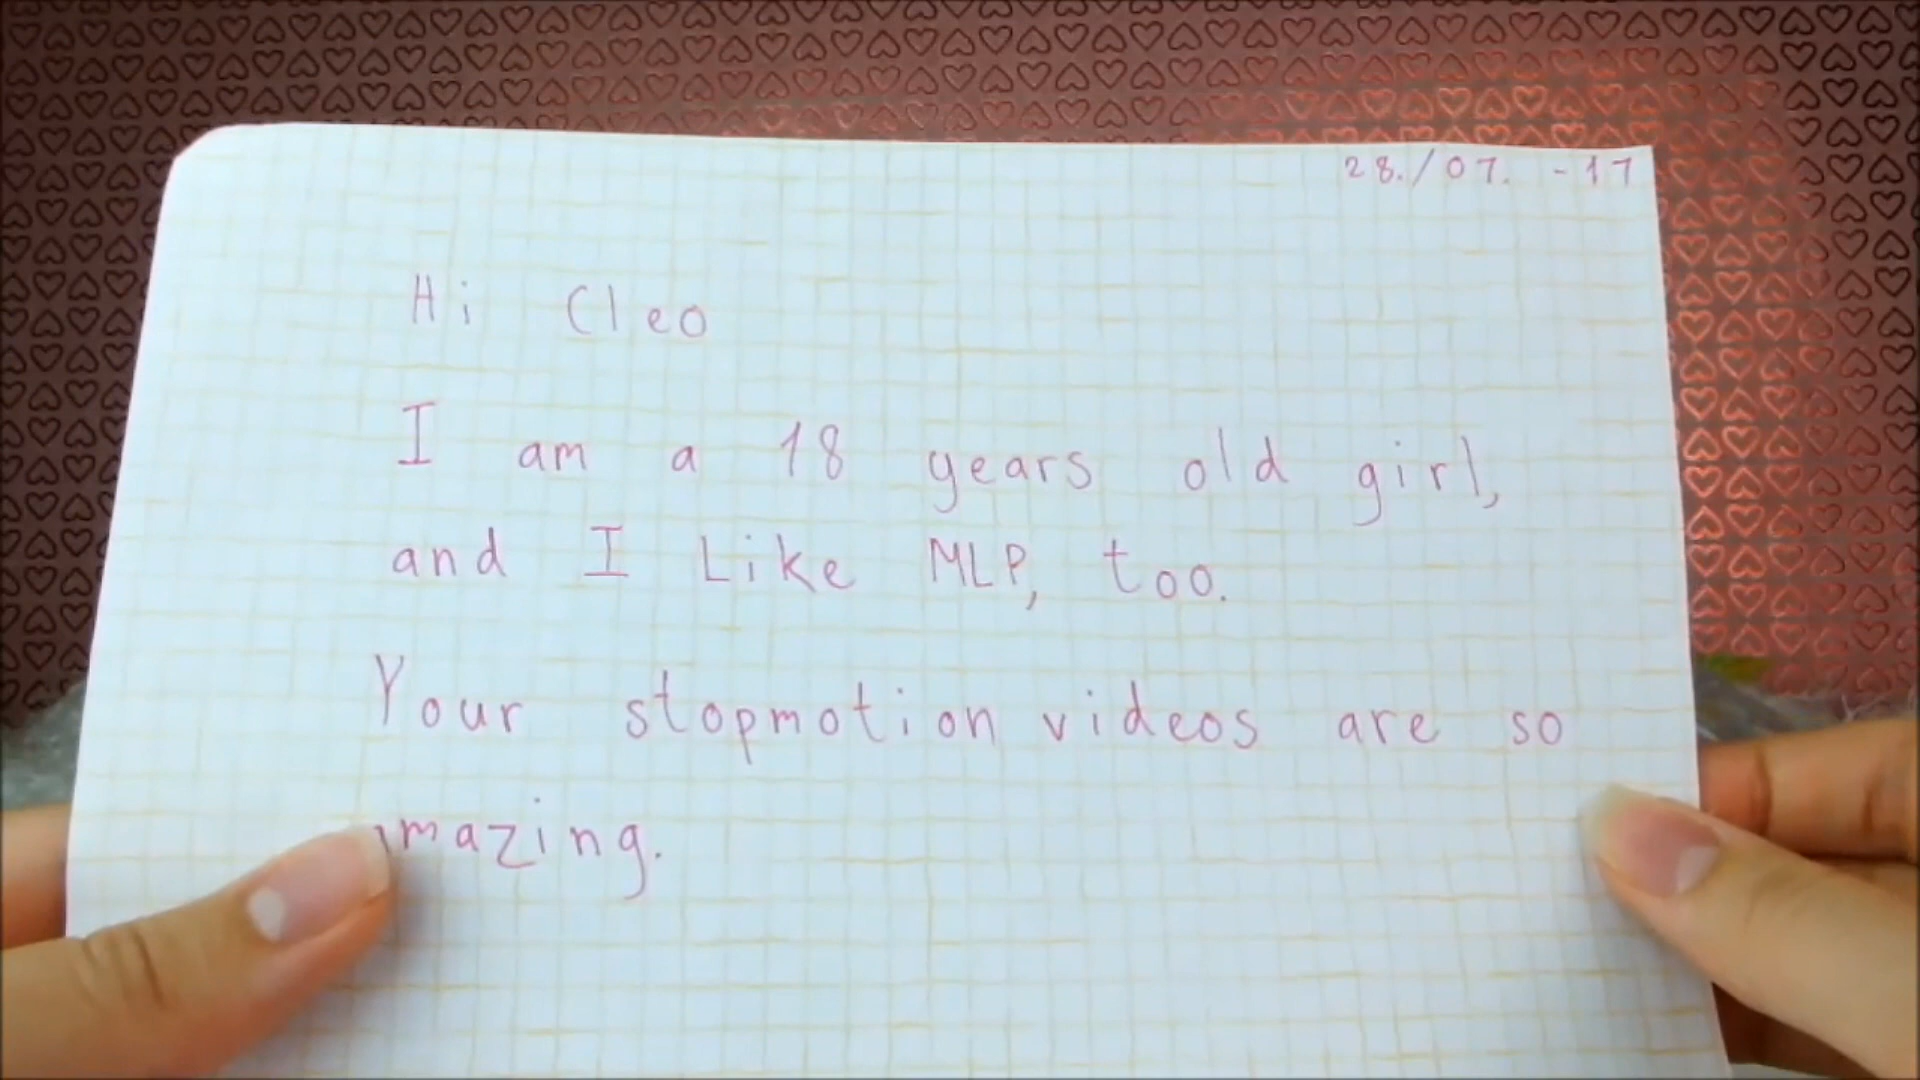 28./07. -17
Hi Cleo
I am a 18 years old girl,
and I Like MLP, too.
Your stopmotion videos are so
amazing.